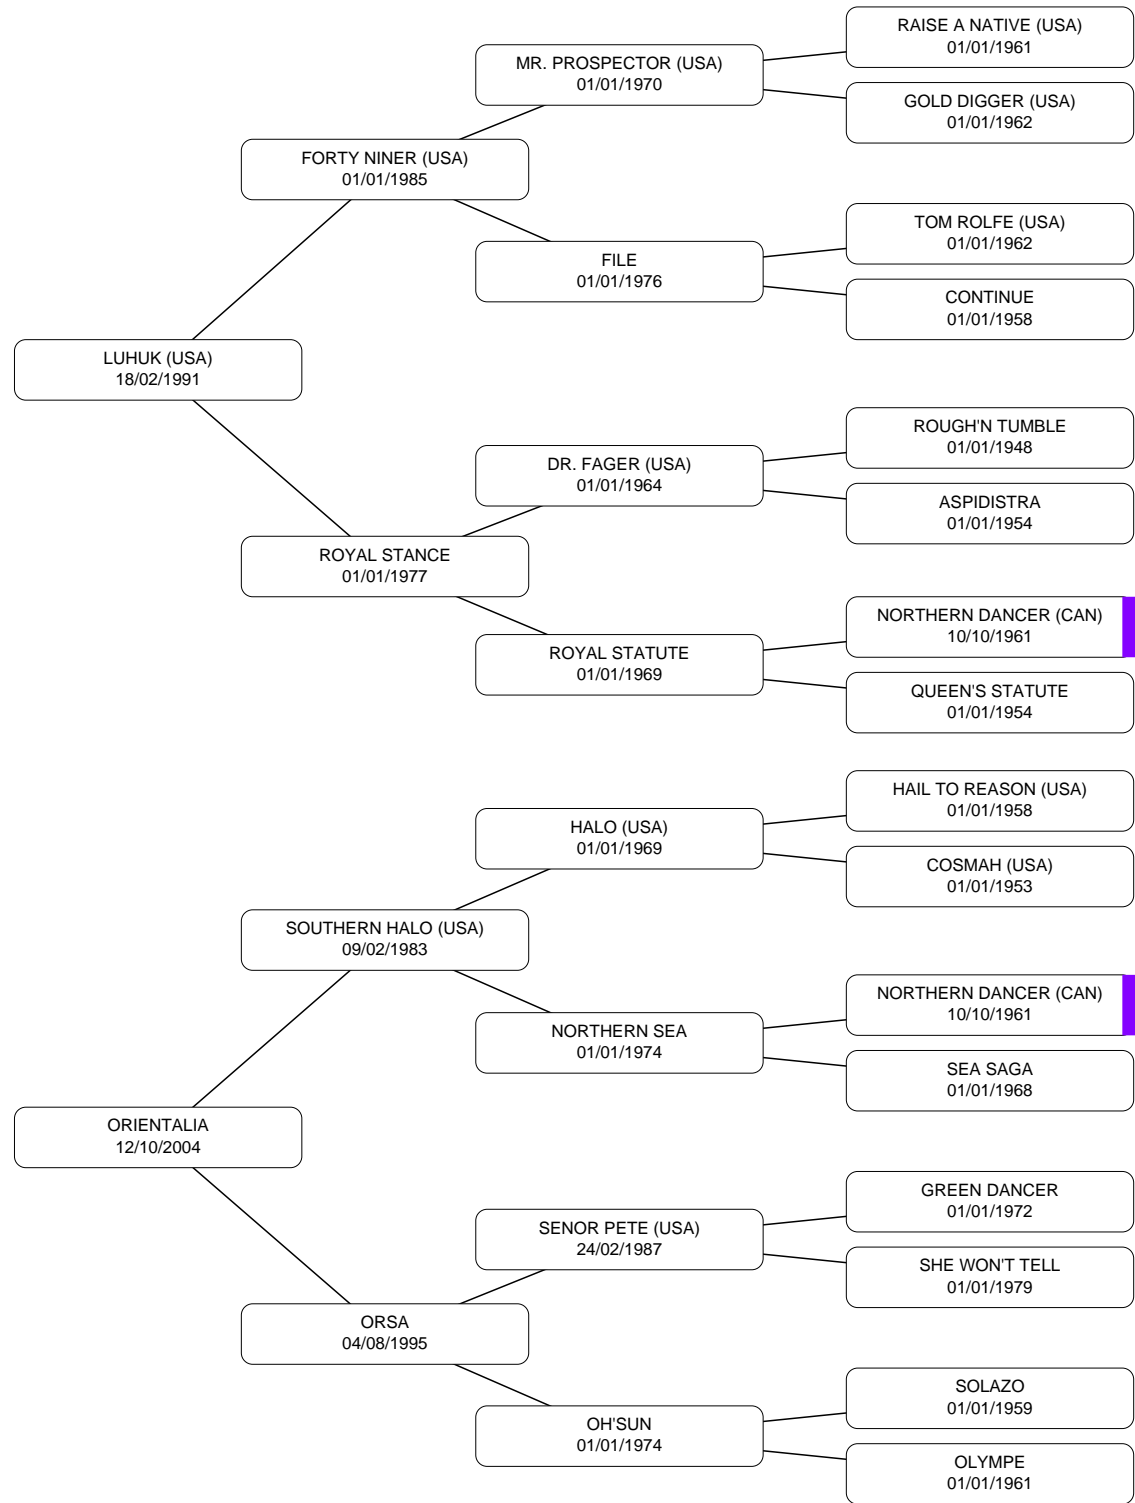 RAISE A NATIVE (USA)
01/01/1961
MR. PROSPECTOR (USA)
01/01/1970
GOLD DIGGER (USA)
01/01/1962
FORTY NINER (USA)
01/01/1985
TOM ROLFE (USA)
01/01/1962
FILE
01/01/1976
CONTINUE
01/01/1958
LUHUK (USA)
18/02/1991
ROUGH'N TUMBLE
01/01/1948
DR. FAGER (USA)
01/01/1964
ASPIDISTRA
01/01/1954
ROYAL STANCE
01/01/1977
NORTHERN DANCER (CAN)
10/10/1961
ROYAL STATUTE
01/01/1969
QUEEN'S STATUTE
01/01/1954
HAIL TO REASON (USA)
01/01/1958
HALO (USA)
01/01/1969
COSMAH (USA)
01/01/1953
SOUTHERN HALO (USA)
09/02/1983
NORTHERN DANCER (CAN)
10/10/1961
NORTHERN SEA
01/01/1974
SEA SAGA
01/01/1968
ORIENTALIA
12/10/2004
GREEN DANCER
01/01/1972
SENOR PETE (USA)
24/02/1987
SHE WON'T TELL
01/01/1979
ORSA
04/08/1995
SOLAZO
01/01/1959
OH'SUN
01/01/1974
OLYMPE
01/01/1961